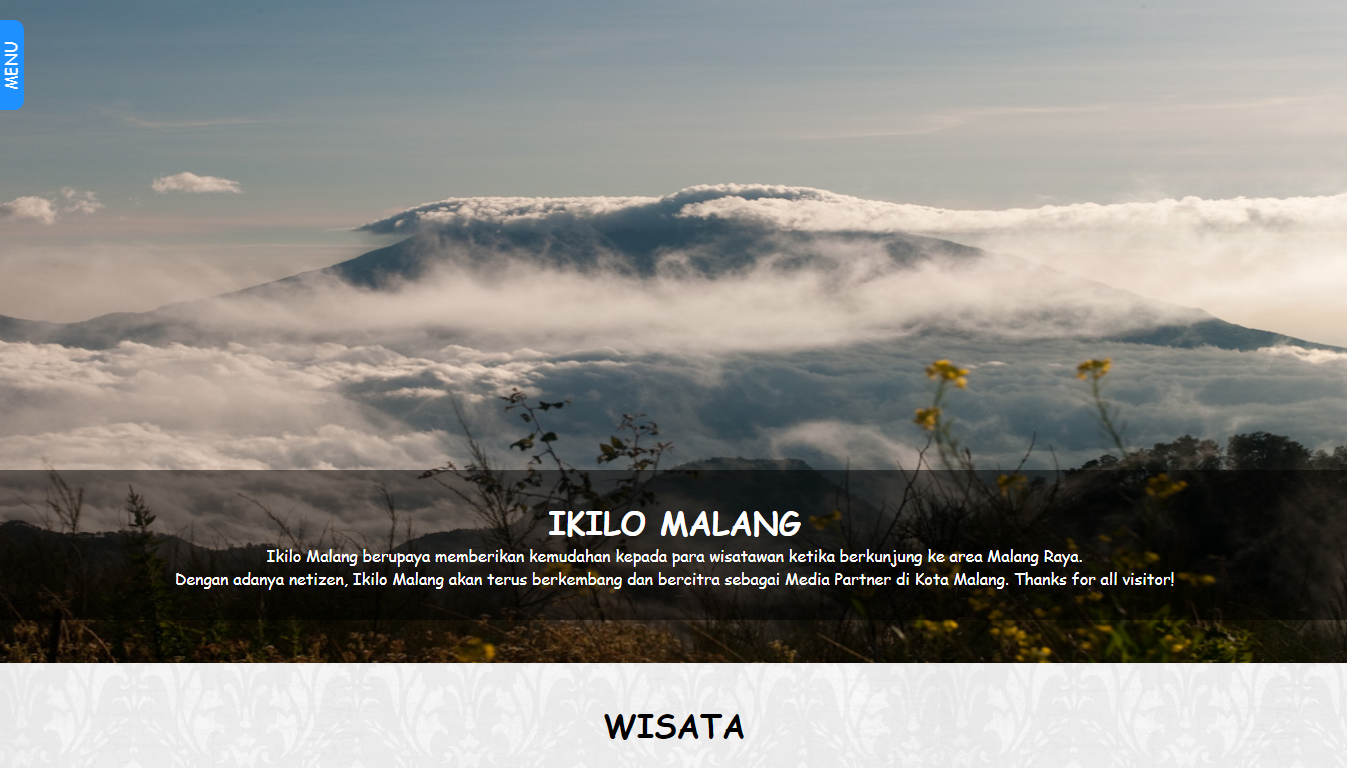 MENU
IKILO MALANG
Ikilo Malang berupaya memberikan kemudahan kepada para wisatawan ketika berkunjung ke area Malang Raya.
Dengan adanya netizen, Ikilo Malang akan terus berkembang dan bercitra sebagai Media Partner di Kota Malang. Thanks for all visitor!
WISATA